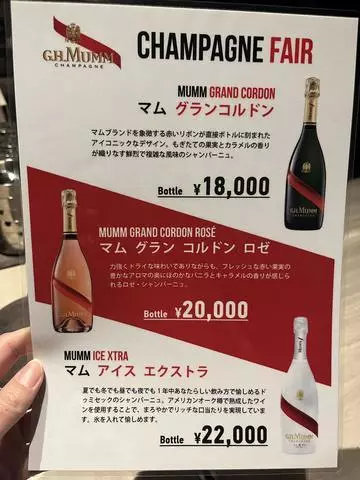 G.H.MUMM
CHAMPAGNE
CHAMPAGNE FAIR
MUMM GRAND CORDON
マム グランコルドン
マムブランドを象徴する赤いリボンが直接ボトルに刻まれた
アイコニックなデザイン。もぎたての果実とカラメルの香り
が織りなす鮮烈で複雑な風味のシャンパーニュ。
Bottle ¥18,000
MUMM GRAND CORDON ROSÉ
マム グラン コルドン ロゼ
力強くドライな味わいでありながらも、フレッシュな赤い果実の
豊かなアロマの奥にほのかなバニラとキャラメルの香りが感じら
れるロゼ・シャンパーニュ。
Bottle ¥20,000
MUMM ICE XTRA
マム アイス エクストラ
夏でも冬でも昼でも夜でも1年中あなたらしい飲み方で愉しめるド
ゥミセックのシャンパーニュ。アメリカンオーク樽で熟成したワイ
ンを使用することで、まろやかでリッチな口当たりを実現していま
す。氷を入れて愉しめます。
Bottle ¥22,000
G.H.MUMM
G.H.MUMM
G.H.MUMM